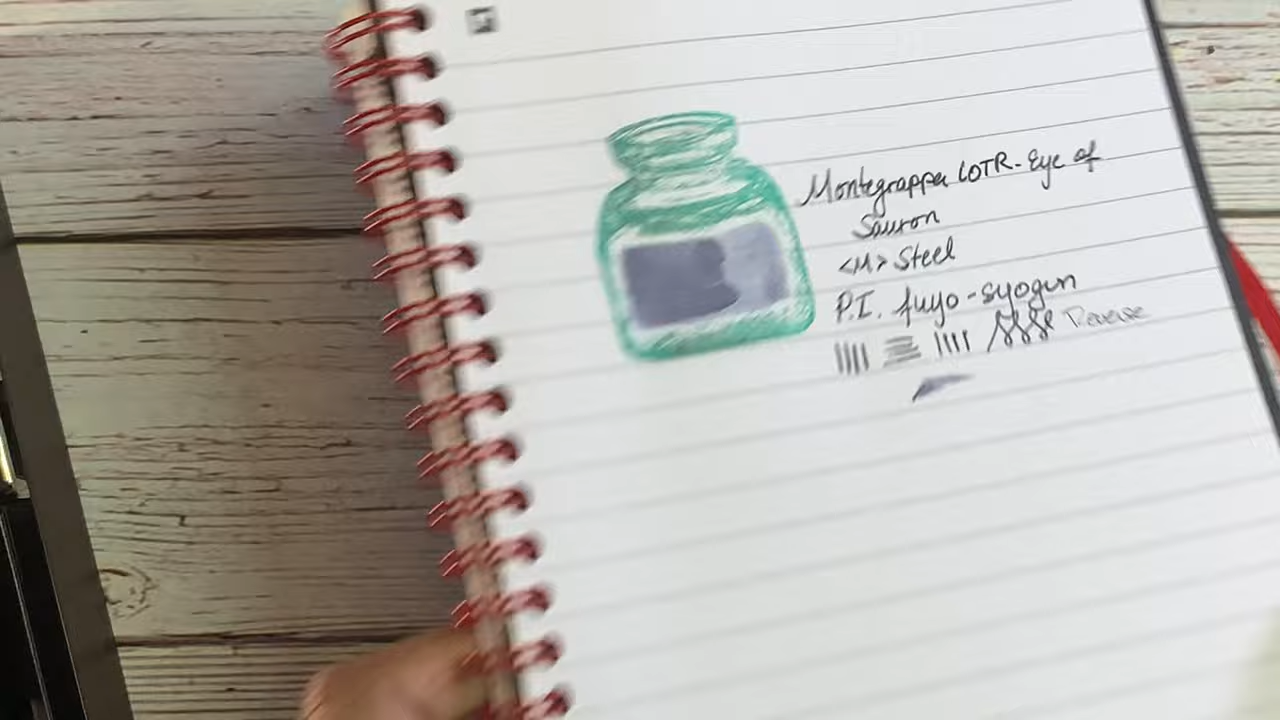 Montegrappa LOTR - Eye of
Sauron
<M> Steel
P.I. fuyo-syogun
Reverse